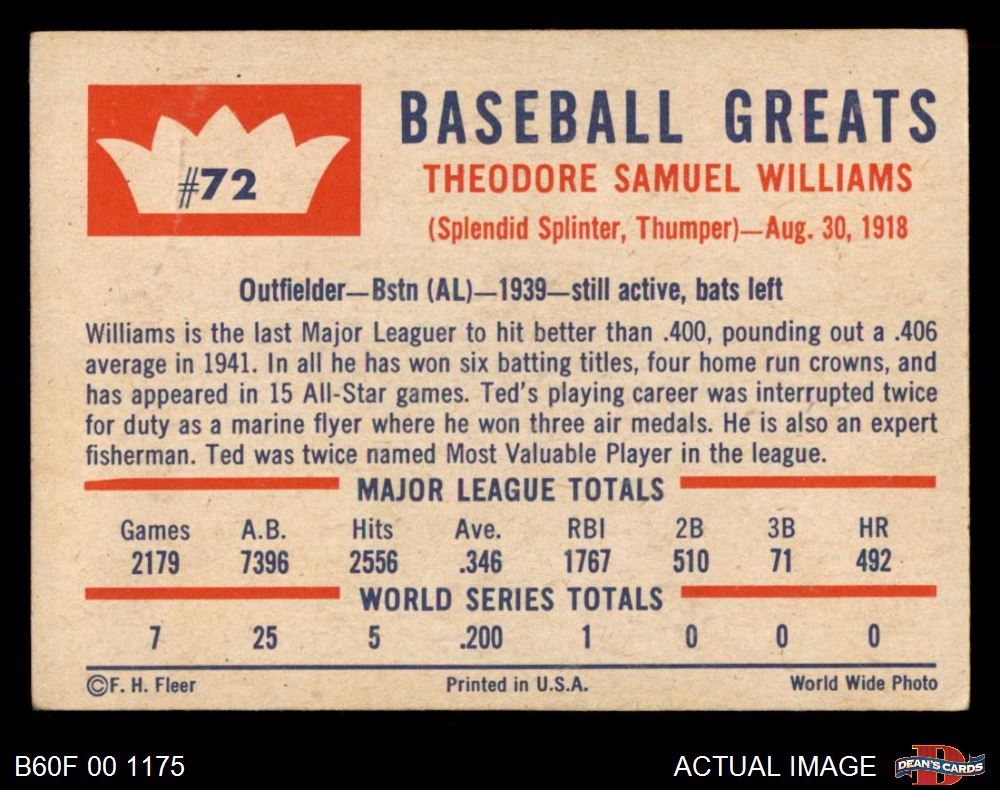 #72
BASEBALL GREATS
THEODORE SAMUEL WILLIAMS
(Splendid Splinter, Thumper)—Aug. 30, 1918
Outfielder—Bstn (AL)—1939—still active, bats left
Williams is the last Major Leaguer to hit better than .400, pounding out a .406
average in 1941. In all he has won six batting titles, four home run crowns, and
has appeared in 15 All-Star games. Ted's playing career was interrupted twice
for duty as a marine flyer where he won three air medals. He is also an expert
fisherman. Ted was twice named Most Valuable Player in the league.
MAJOR LEAGUE TOTALS
Games A.B. Hits Ave. RBI 2B 3B HR
2179 7396 2556 .346 1767 510 71 492
WORLD SERIES TOTALS
7 25 5 .200 1 0 0 0
©F. H. Fleer Printed in U.S.A. World Wide Photo
B60F 00 1175 ACTUAL IMAGE DEAN'S CARDS